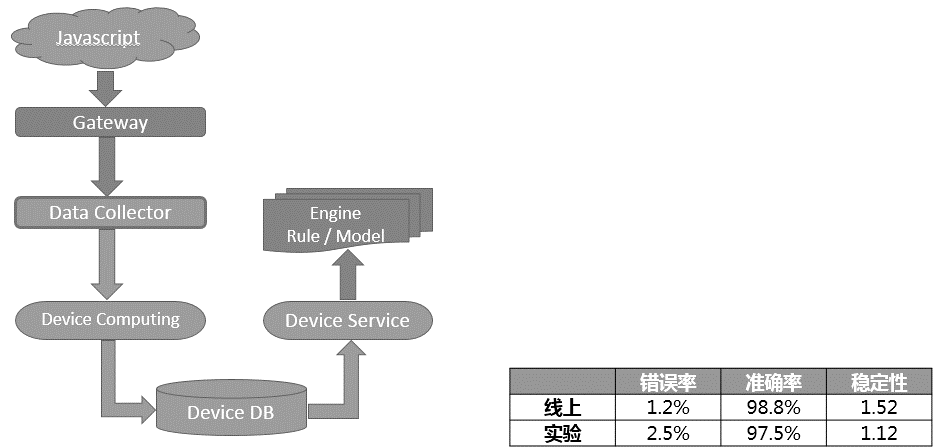 Javascript
Gateway
Data Collector
Device Computing
Device DB
Device Service
Engine
Rule / Model
错误率 准确率 稳定性
线上 1.2% 98.8% 1.52
实验 2.5% 97.5% 1.12